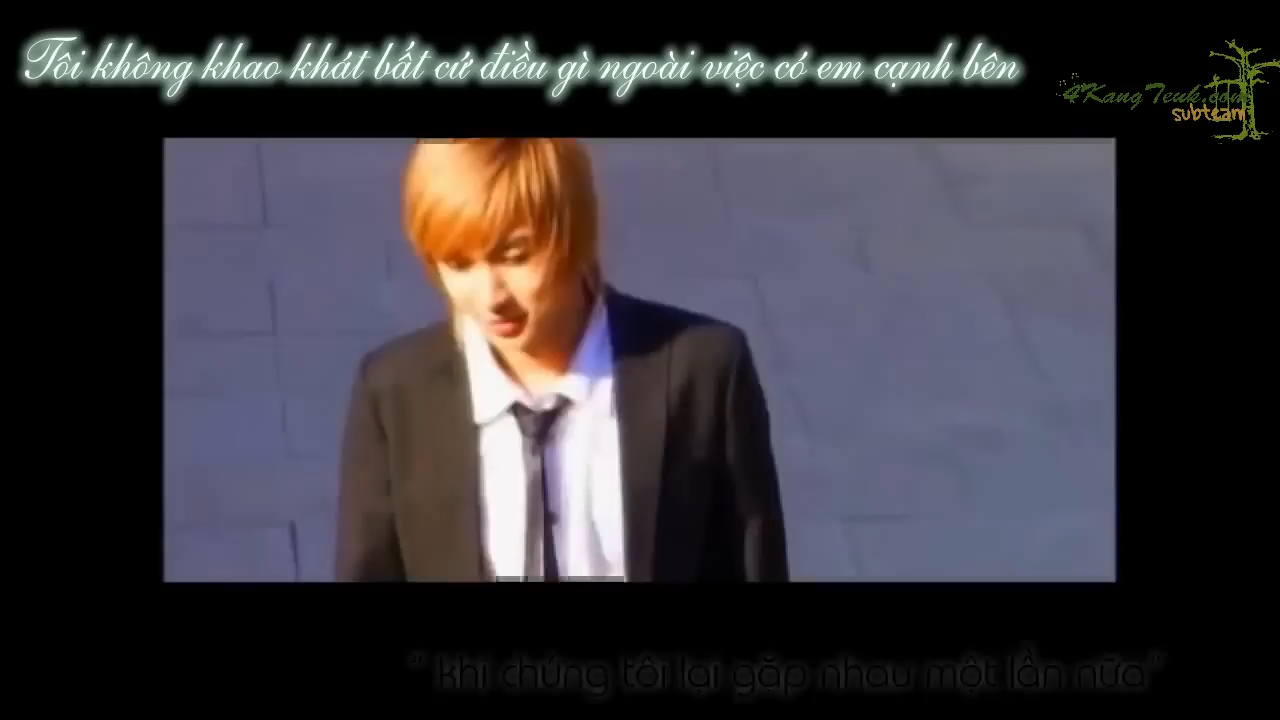 Tôi không khao khát bất cứ điều gì ngoài việc có em cạnh bên
4KangTeuk.com
subteam
“ khi chúng tôi lại gặp nhau một lần nữa”